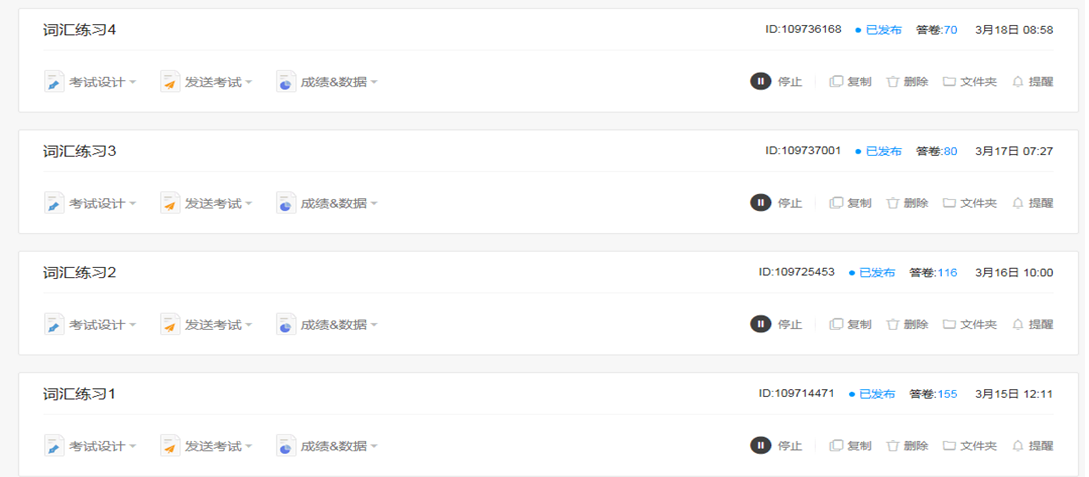 词汇练习4 ID:109736168 已发布 答卷:70 3月18日 08:58
考试设计 发送考试 成绩&数据 停止 复制 删除 文件夹 提醒
词汇练习3 ID:109737001 已发布 答卷:80 3月17日 07:27
考试设计 发送考试 成绩&数据 停止 复制 删除 文件夹 提醒
词汇练习2 ID:109725453 已发布 答卷:116 3月16日 10:00
考试设计 发送考试 成绩&数据 停止 复制 删除 文件夹 提醒
词汇练习1 ID:109714471 已发布 答卷:155 3月15日 12:11
考试设计 发送考试 成绩&数据 停止 复制 删除 文件夹 提醒